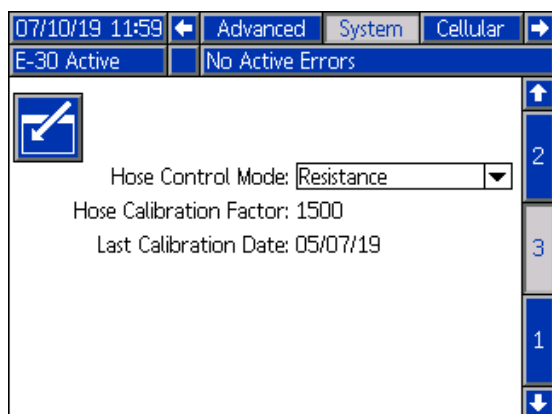 07/10/19 11:59 Advanced System Cellular
E-30 Active No Active Errors
2
Hose Control Mode: Resistance
Hose Calibration Factor: 1500
Last Calibration Date: 05/07/19
3
1